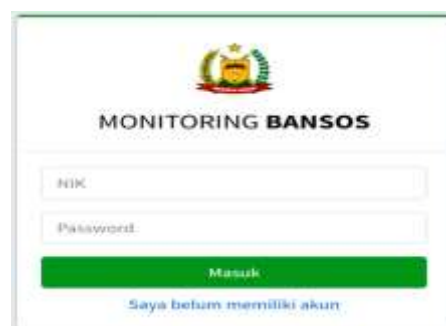 MONITORING BANSOS
NIK
Password
Masuk
Saya belum memiliki akun